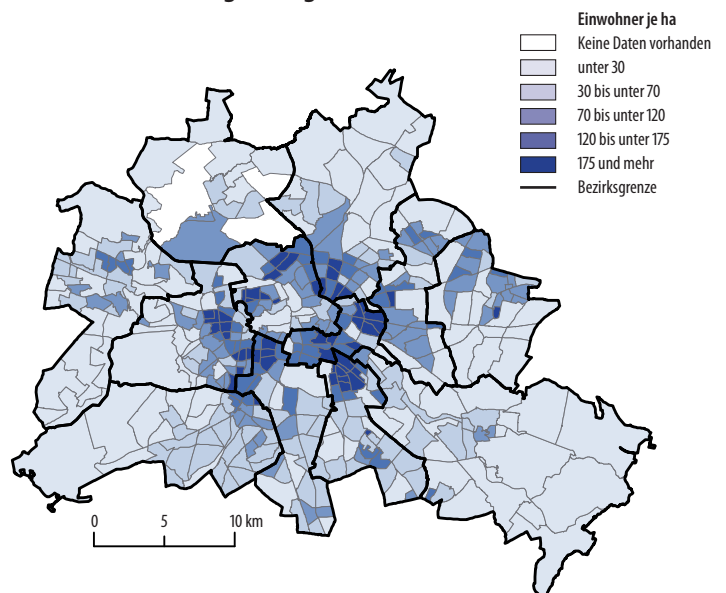 Einwohner je ha
Keine Daten vorhanden
unter 30
30 bis unter 70
70 bis unter 120
120 bis unter 175
175 und mehr
Bezirksgrenze
0 5 10 km